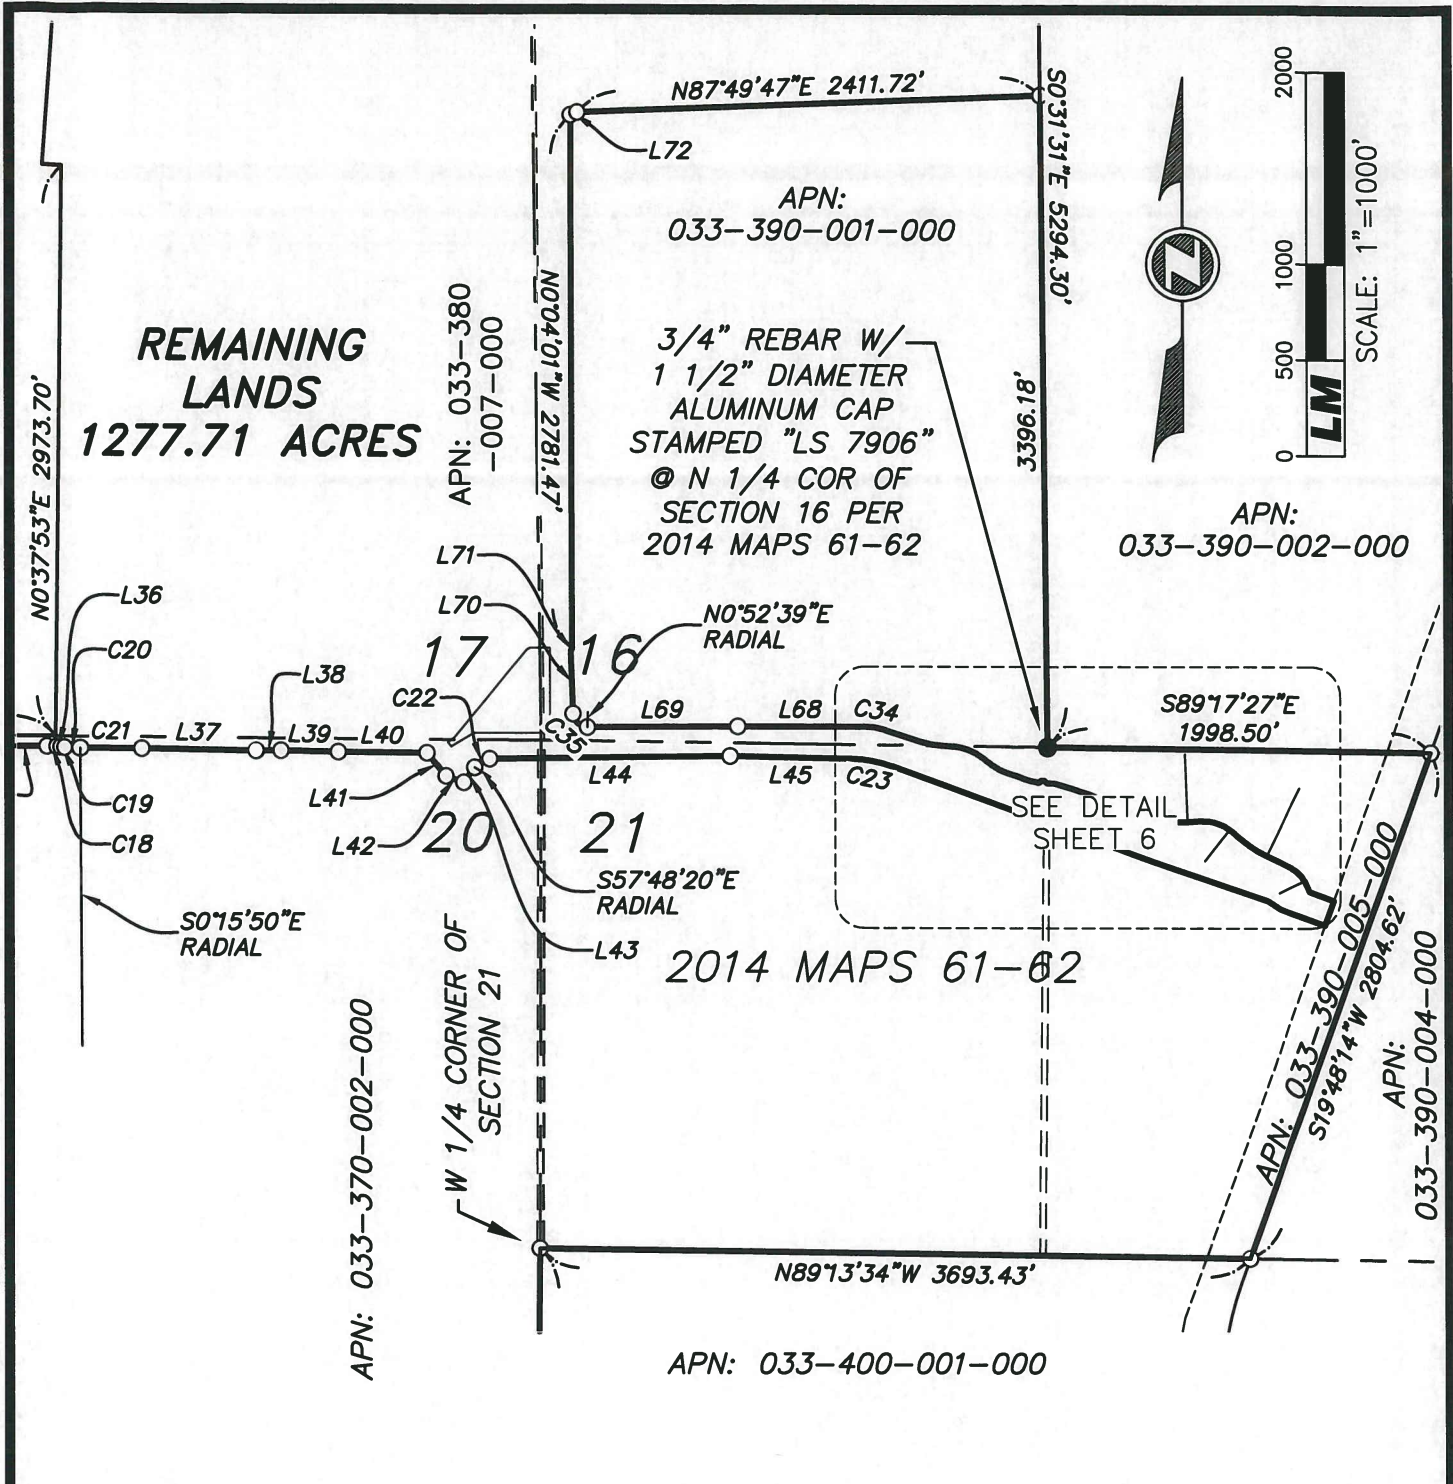 N87°49'47"E 2411.72'
L72
APN:
033-390-001-000
S0°31'31"E 5294.30'
3396.18'
2000
1000
500
0
SCALE: 1"=1000'
LM
N
REMAINING
LANDS
1277.71 ACRES
APN: 033-380
-007-000
N0°04'01"W 2781.47'
3/4" REBAR W/
1 1/2" DIAMETER
ALUMINUM CAP
STAMPED "LS 7906"
@ N 1/4 COR OF
SECTION 16 PER
2014 MAPS 61-62
APN:
033-390-002-000
N0°37'53"E 2973.70'
L36
C20
L71
L70
17
16
N0°52'39"E
RADIAL
L38
C22
C21
L37
L39
L40
C35
L69
L68
C34
S89°17'27"E
1998.50'
C19
C18
L41
L42
20
21
L44
L45
C23
SEE DETAIL
SHEET 6
S57°48'20"E
RADIAL
L43
S0°15'50"E
RADIAL
2014 MAPS 61-62
W 1/4 CORNER OF
SECTION 21
APN: 033-370-002-000
APN: 033-390-005-000
S19°48'14"W 2804.62'
APN:
033-390-004-000
N89°13'34"W 3693.43'
APN: 033-400-001-000